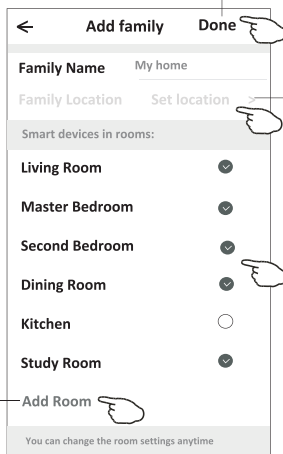 Add family Done
Family Name My home
Family Location Set location
Smart devices in rooms:
Living Room
Master Bedroom
Second Bedroom
Dining Room
Kitchen
Study Room
Add Room
You can change the room settings anytime